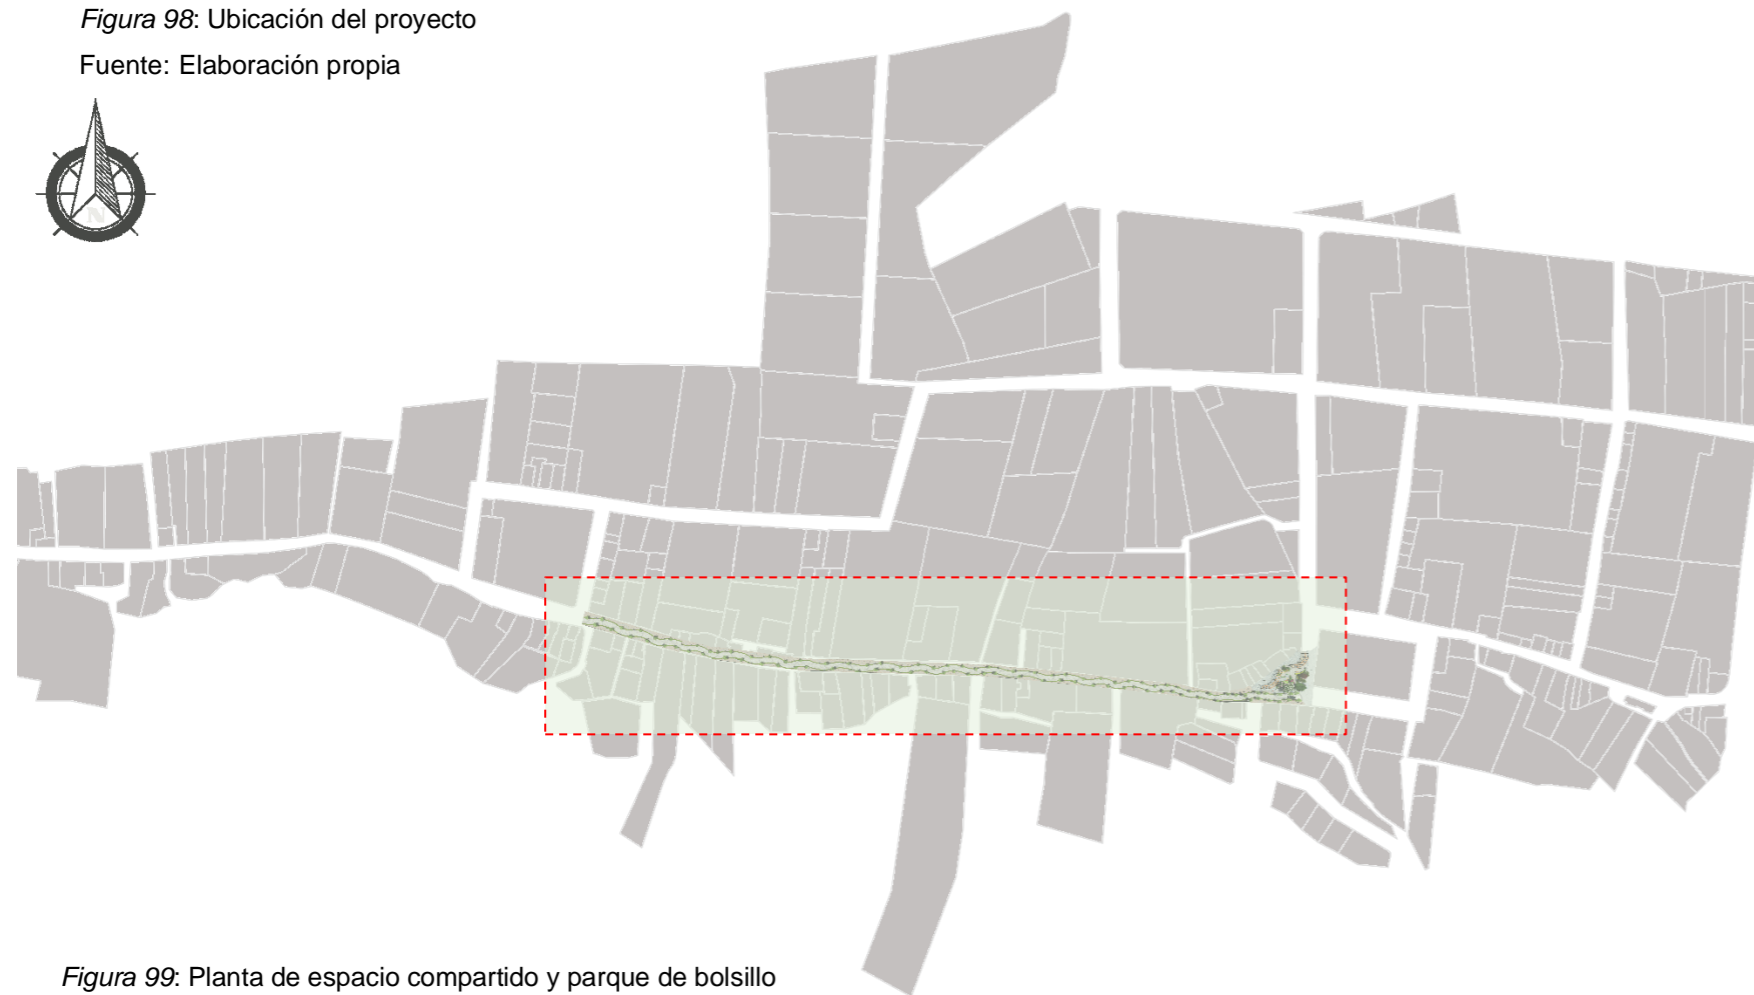 Figura 98: Ubicación del proyecto
Fuente: Elaboración propia
N
Figura 99: Planta de espacio compartido y parque de bolsillo